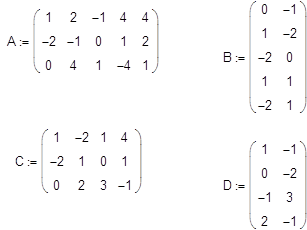 A := ( 1 2 −1 4 4
−2 −1 0 1 2
0 4 1 −4 1 )
B := ( 0 −1
1 −2
−2 0
1 1
−2 1 )
C := ( 1 −2 1 4
−2 1 0 1
0 2 3 −1 )
D := ( 1 −1
0 −2
−1 3
2 −1 )